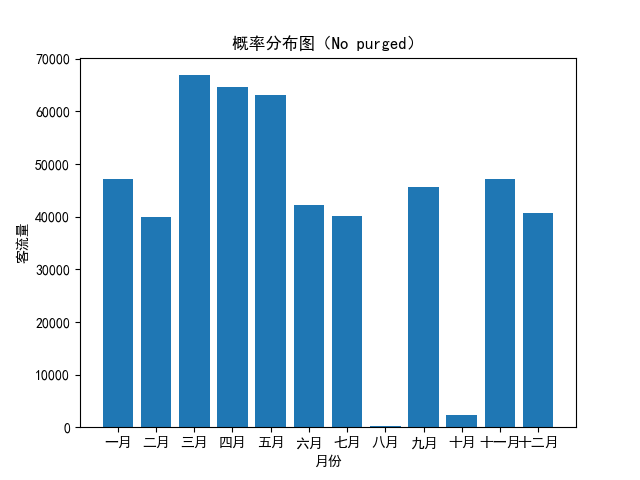 概率分布图（No purged）
70000
60000
50000
40000
30000
20000
10000
0
客流量
一月 二月 三月 四月 五月 六月 七月 八月 九月 十月 十一月 十二月
月份